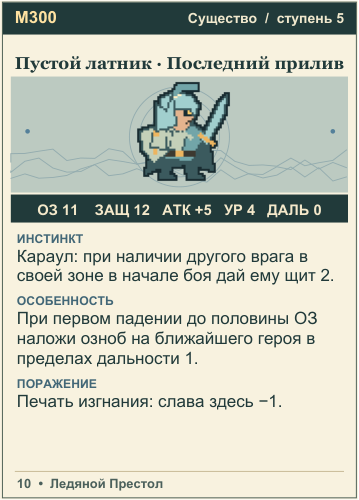 М300
Существо / ступень 5
Пустой латник · Последний прилив
ОЗ 11 ЗАЩ 12 АТК +5 УР 4 ДАЛЬ 0
ИНСТИНКТ
Караул: при наличии другого врага в
своей зоне в начале боя дай ему щит 2.
ОСОБЕННОСТЬ
При первом падении до половины ОЗ
наложи озноб на ближайшего героя в
пределах дальности 1.
ПОРАЖЕНИЕ
Печать изгнания: слава здесь −1.
10 • Ледяной Престол